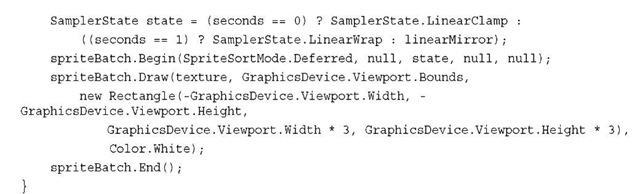 SamplerState state = (seconds == 0) ? SamplerState.LinearClamp :
((seconds == 1) ? SamplerState.LinearWrap : linearMirror);
spriteBatch.Begin(SpriteSortMode.Deferred, null, state, null, null);
spriteBatch.Draw(texture, GraphicsDevice.Viewport.Bounds,
new Rectangle(-GraphicsDevice.Viewport.Width, -
GraphicsDevice.Viewport.Height,
GraphicsDevice.Viewport.Width * 3, GraphicsDevice.Viewport.Height * 3),
Color.White);
spriteBatch.End();
}